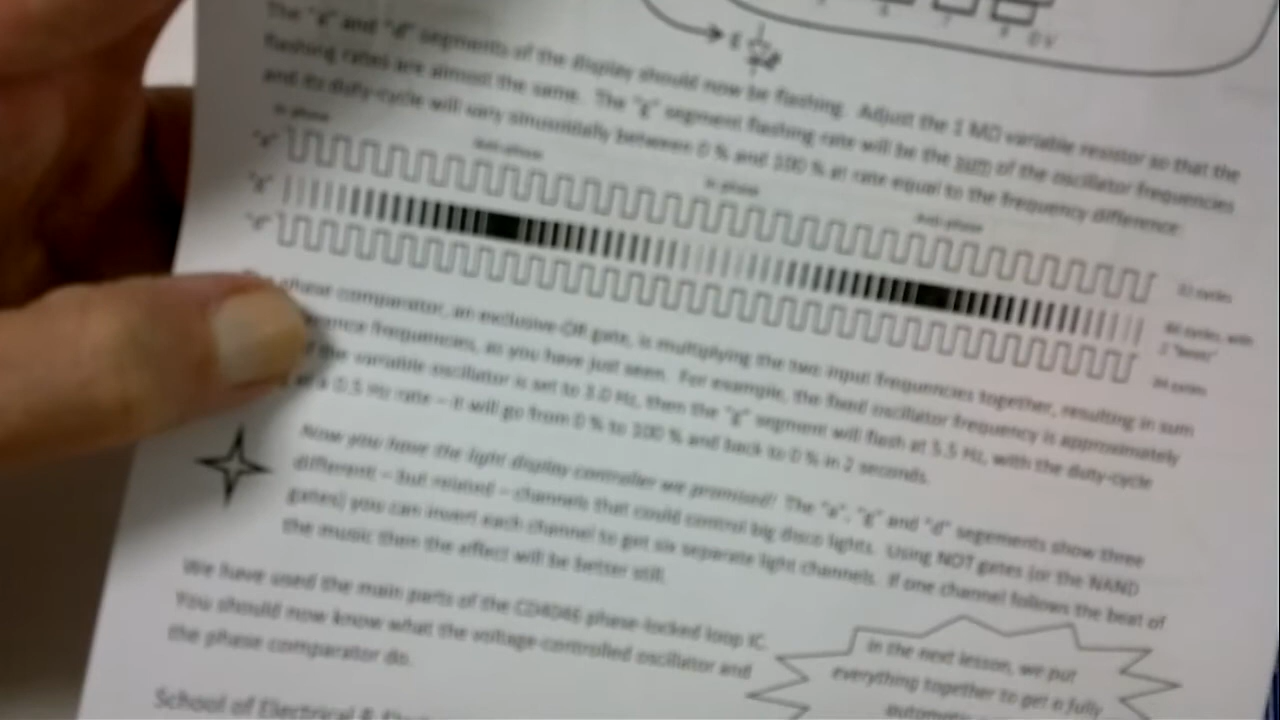 0 V
The "a" and "d" segments of the display should now be flashing. Adjust the 1 MΩ variable resistor so that the
flashing rates are almost the same. The "g" segment flashing rate will be the sum of the oscillator frequencies
and its duty-cycle will vary sinusoidally between 0 % and 100 % at rate equal to the frequency difference:
In-phase
Anti-phase
In-phase
Anti-phase
"a"
"g"
"d"
cycles
cycles, with
2 "beats"
cycles
phase comparator, an exclusive-OR gate, is multiplying the two input frequencies together, resulting in sum
frequencies, as you have just seen. For example, the fixed oscillator frequency is approximately
the variable oscillator is set to 3.0 Hz, then the "g" segment will flash at 5.5 Hz, with the duty-cycle
at a 0.5 Hz rate – it will go from 0 % to 100 % and back to 0 % in 2 seconds.
Now you have the light display controller we promised! The "a", "g" and "d" segements show three
different – but related – channels that could control big disco lights. Using NOT gates (or the NAND
gates) you can invert each channel to get six separate light channels. If one channel follows the beat of
the music then the effect will be better still.
We have used the main parts of the CD4046 phase-locked loop IC.
You should now know what the voltage-controlled oscillator and
the phase comparator do.
In the next lesson, we put
everything together to get a fully
School of Electrical &